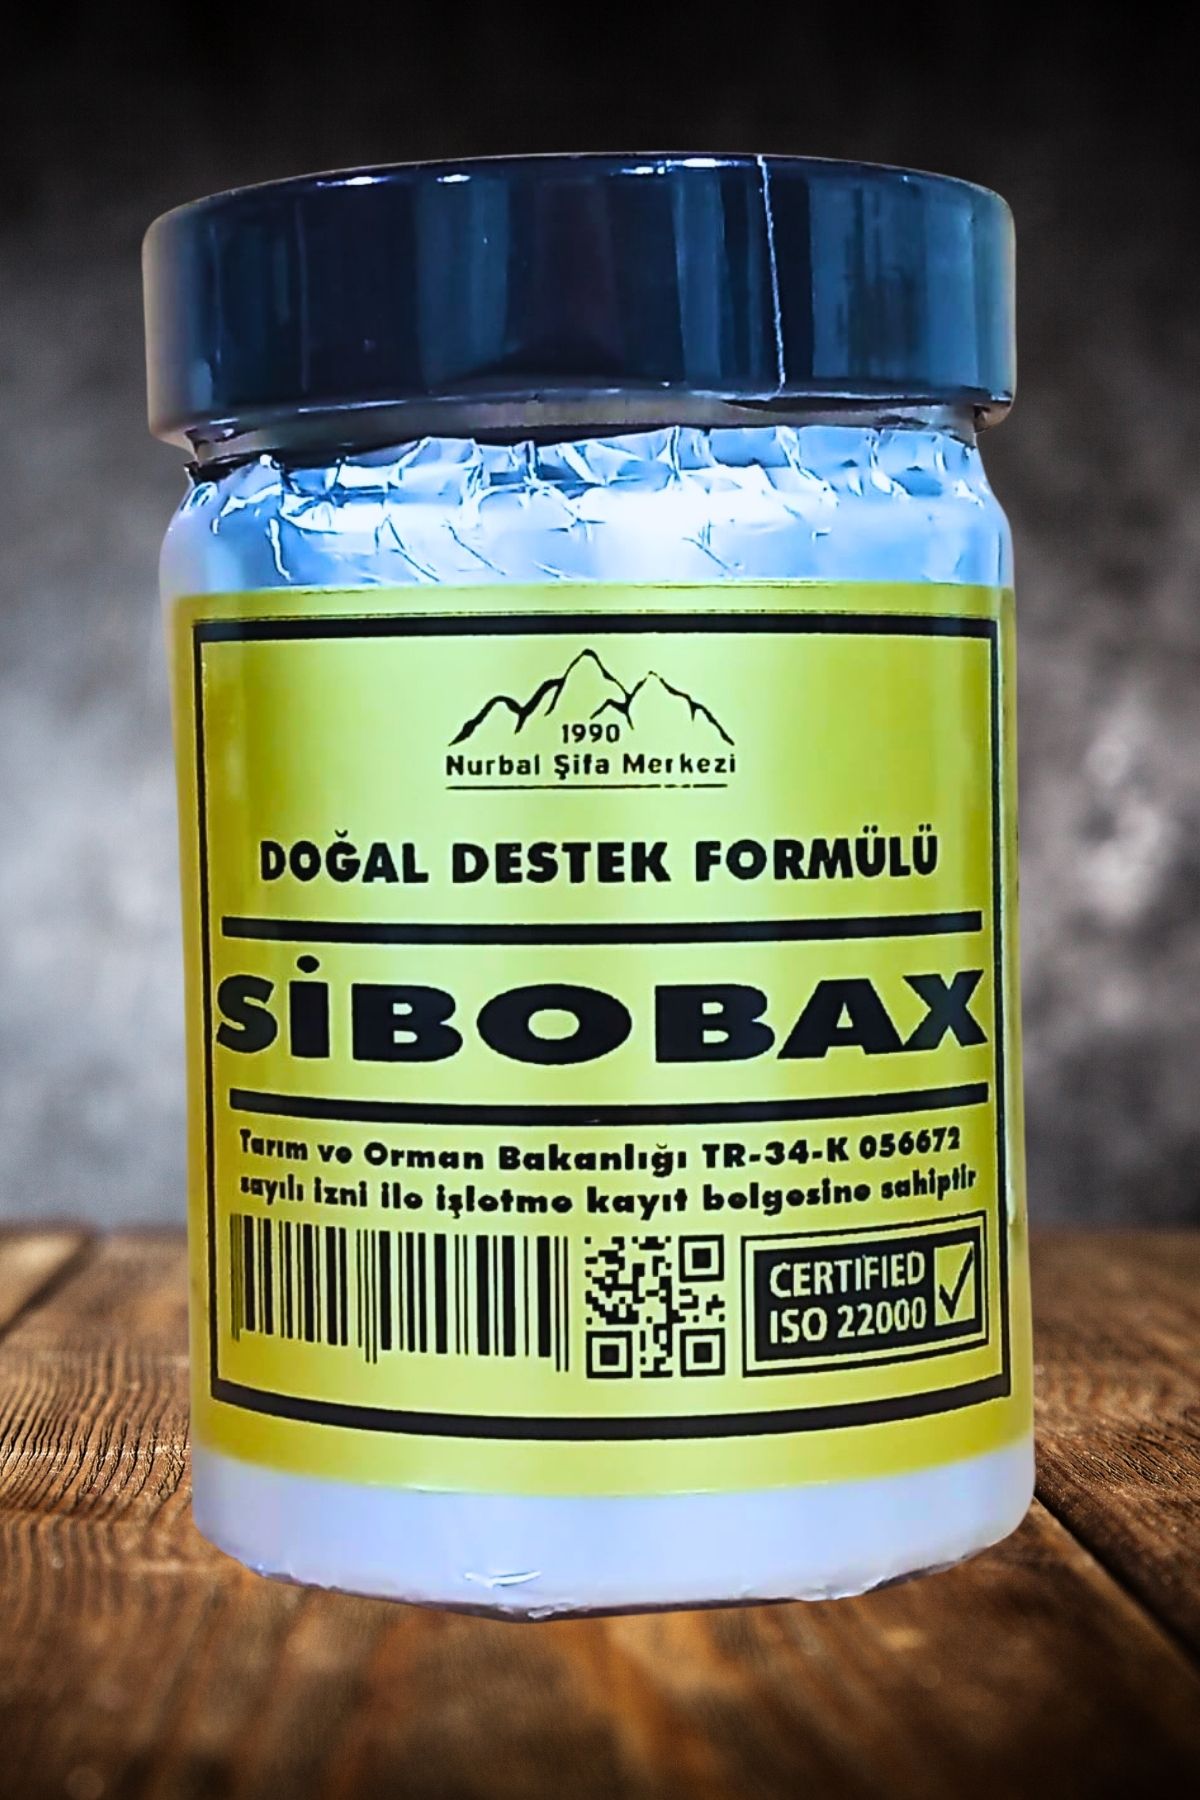 1990
Nurbal Şifa Merkezi
DOĞAL DESTEK FORMÜLÜ
SİBOBAX
Tarım ve Orman Bakanlığı TR-34-K 056672
sayılı izni ile işletme kayıt belgesine sahiptir
CERTIFIED
ISO 22000